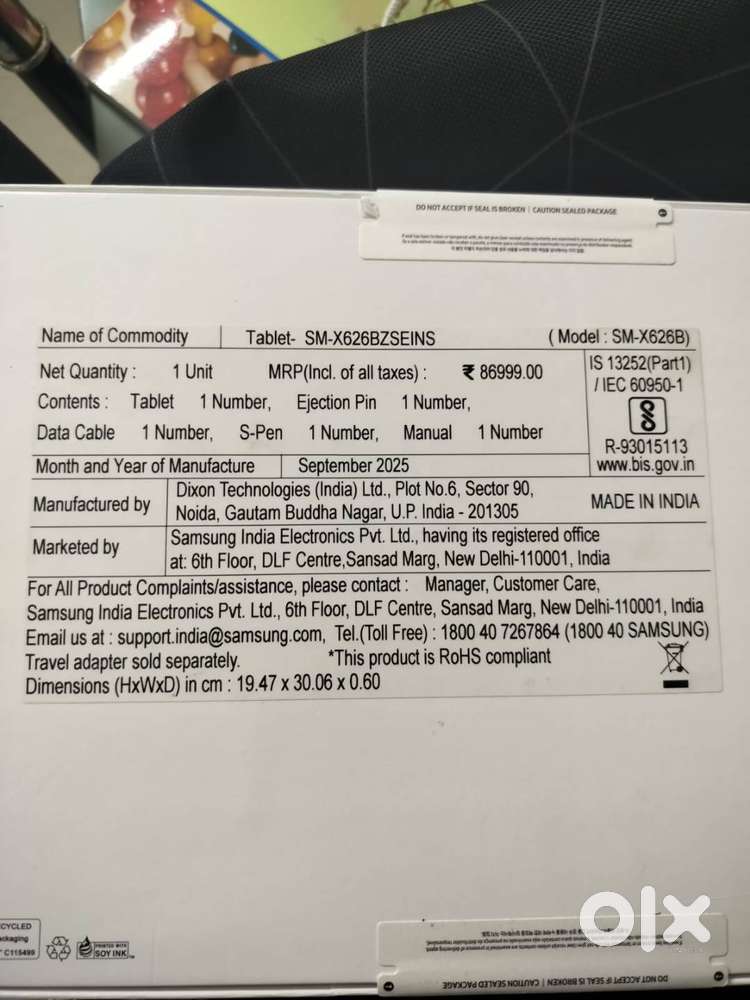 DO NOT ACCEPT IF SEAL IS BROKEN | CAUTION SEALED PACKAGE
Name of Commodity Tablet- SM-X626BZSEINS ( Model : SM-X626B)
Net Quantity : 1 Unit MRP(Incl. of all taxes) : ₹ 86999.00
IS 13252(Part1)
/ IEC 60950-1
Contents : Tablet 1 Number, Ejection Pin 1 Number,
Data Cable 1 Number, S-Pen 1 Number, Manual 1 Number
R-93015113
www.bis.gov.in
Month and Year of Manufacture September 2025
Manufactured by Dixon Technologies (India) Ltd., Plot No.6, Sector 90,
Noida, Gautam Buddha Nagar, U.P. India - 201305
MADE IN INDIA
Marketed by Samsung India Electronics Pvt. Ltd., having its registered office
at: 6th Floor, DLF Centre,Sansad Marg, New Delhi-110001, India
For All Product Complaints/assistance, please contact : Manager, Customer Care,
Samsung India Electronics Pvt. Ltd., 6th Floor, DLF Centre, Sansad Marg, New Delhi-110001, India
Email us at : support.india@samsung.com, Tel.(Toll Free) : 1800 40 7267864 (1800 40 SAMSUNG)
Travel adapter sold separately. *This product is RoHS compliant
Dimensions (HxWxD) in cm : 19.47 x 30.06 x 0.60
olx
CYCLED
ckaging
C115499
PRINTED WITH
SOY INK
DO NOT ACCEPT IF SEAL IS BROKEN | CAUTION SEALED PACKAGE